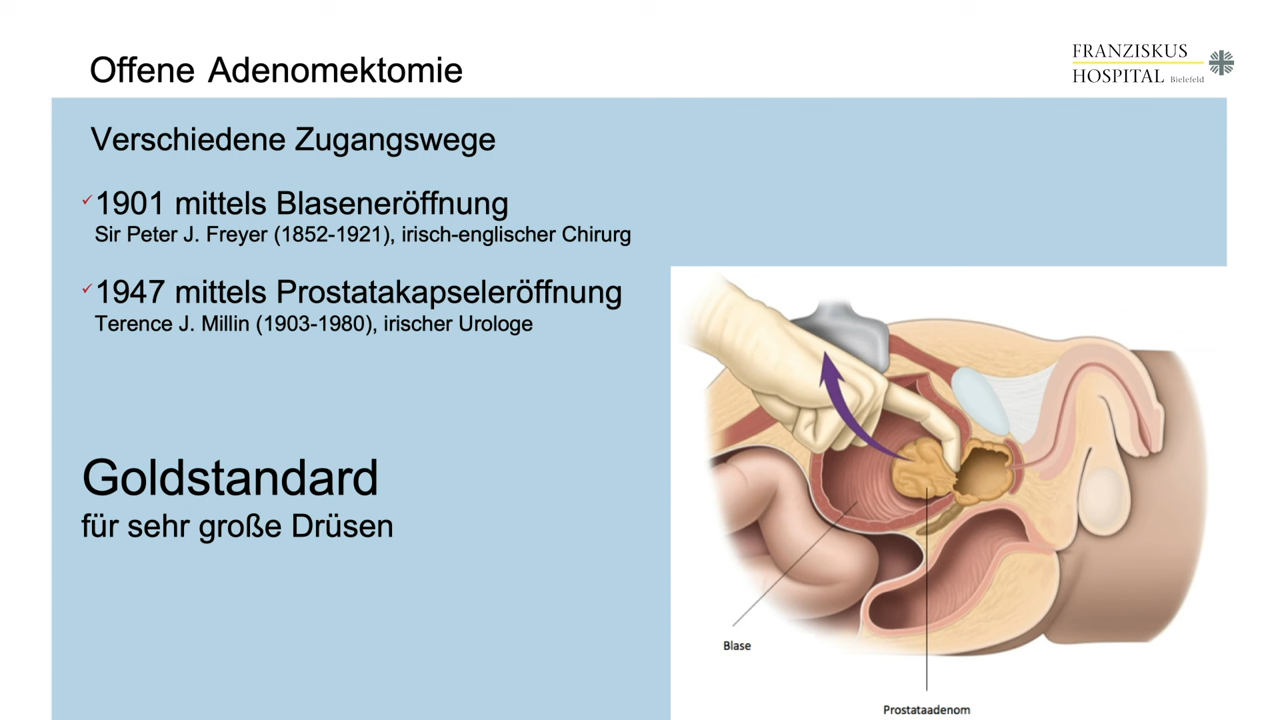 Offene Adenomektomie
FRANZISKUS
HOSPITAL Bielefeld
Verschiedene Zugangswege
✓1901 mittels Blaseneröffnung
Sir Peter J. Freyer (1852-1921), irisch-englischer Chirurg
✓1947 mittels Prostatakapseleröffnung
Terence J. Millin (1903-1980), irischer Urologe
Goldstandard
für sehr große Drüsen
Blase
Prostataadenom